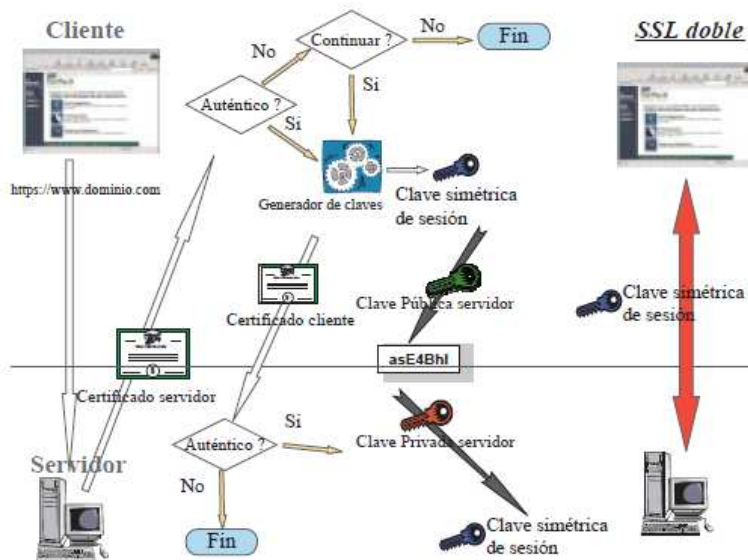 Cliente
No
Continuar ?
No
Fin
SSL doble
Auténtico ?
Si
Si
https://www.dominio.com
Generador de claves
Clave simétrica
de sesión
Clave Pública servidor
Clave simétrica
de sesión
Certificado cliente
asE4BhI
Certificado servidor
Auténtico ?
Si
Clave Privada servidor
Servidor
No
Fin
Clave simétrica
de sesión